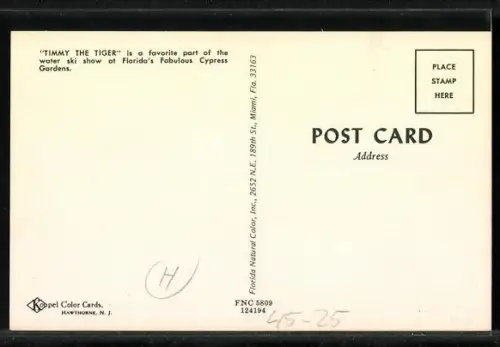 "TIMMY THE TIGER" is a favorite part of the
water ski show at Florida's Fabulous Cypress
Gardens.
PLACE
STAMP
HERE
POST CARD
Address
Florida Natural Color, Inc., 2652 N.E. 189th St., Miami, Fla. 33163
H
Koppel Color Cards.
HAWTHORNE, N. J.
FNC 5809
124194
45-25